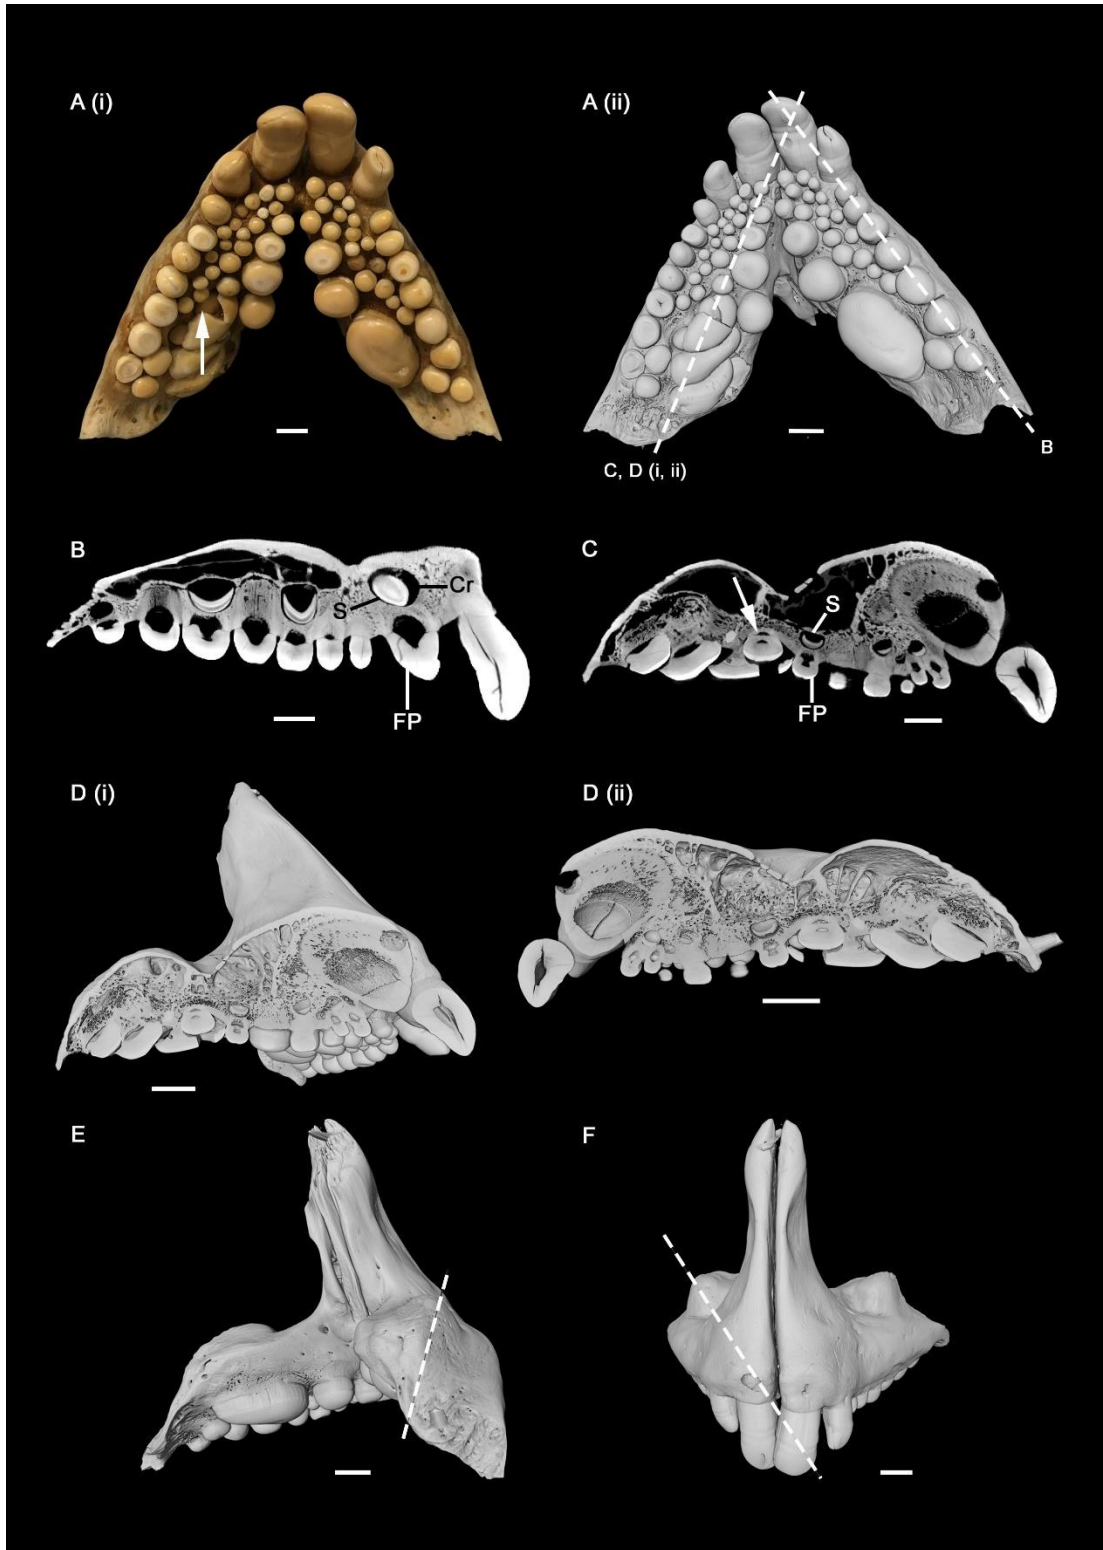 A (i)
A (ii)
B
C, D (i, ii)
B
S
Cr
FP
C
S
FP
D (i)
D (ii)
E
F